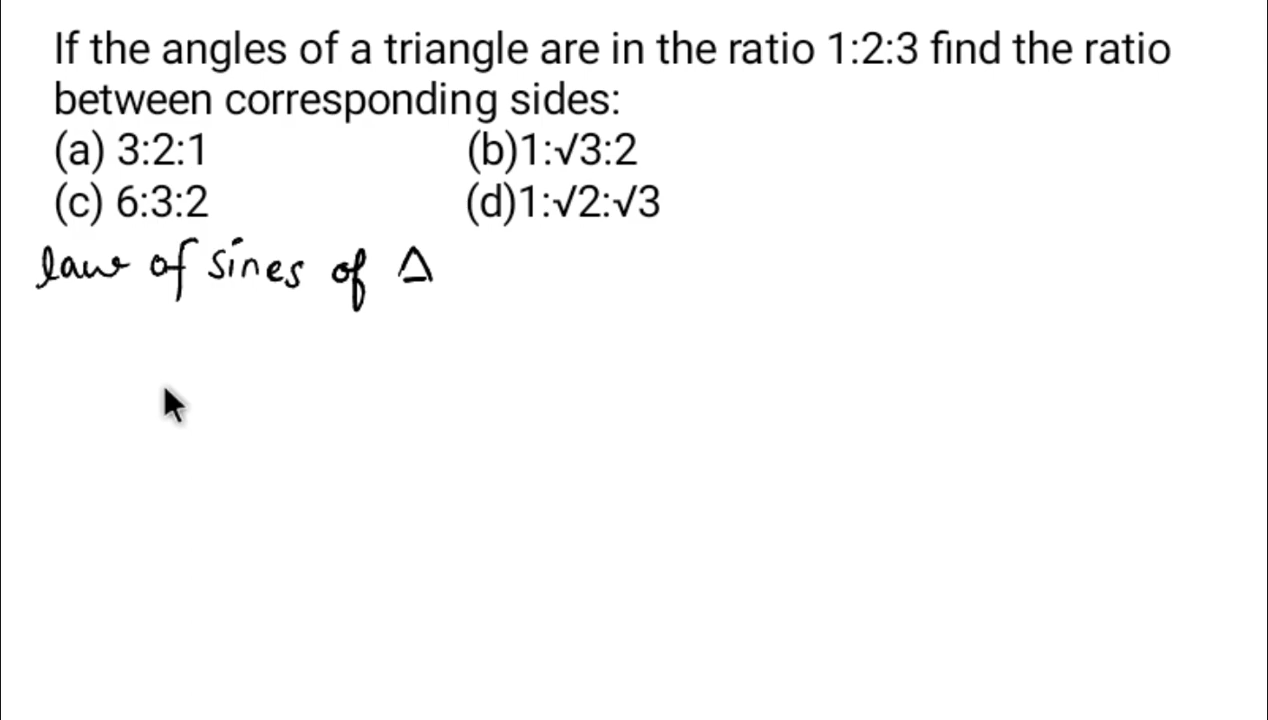 If the angles of a triangle are in the ratio 1:2:3 find the ratio
between corresponding sides:
(a) 3:2:1 (b)1:√3:2
(c) 6:3:2 (d)1:√2:√3
law of sines of Δ